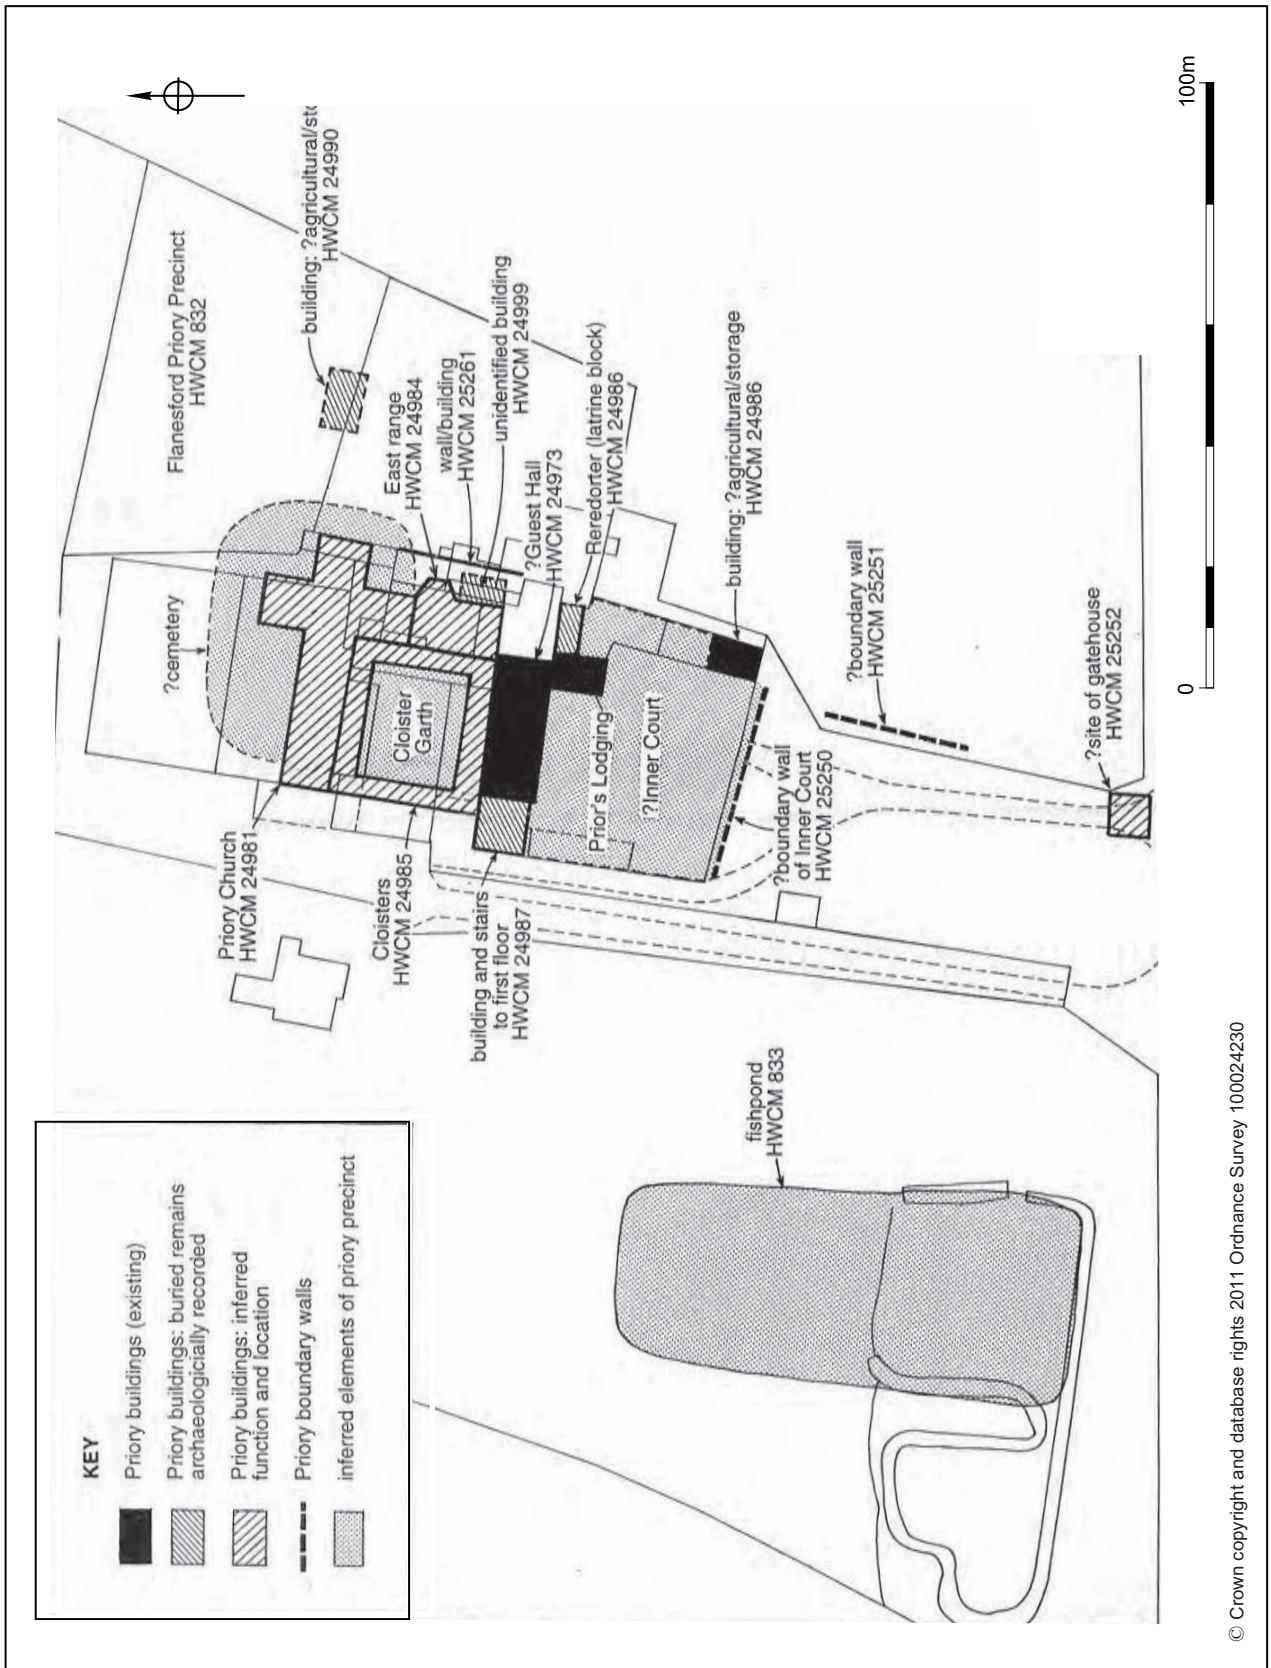 KEY
Priory buildings (existing)
Priory buildings: buried remains
archaeologicially recorded
Priory buildings: inferred
function and location
Priory boundary walls
inferred elements of priory precinct
Flanesford Priory Precinct
HWCM 832
building: ?agricultural/sto
HWCM 24990
?cemetery
East range
HWCM 24984
wall/building
HWCM 25261
unidentified building
HWCM 24999
?Guest Hall
HWCM 24973
Reredorter (latrine block)
HWCM 24986
building: ?agricultural/storage
HWCM 24986
?boundary wall
HWCM 25251
?site of gatehouse
HWCM 25252
Cloister
Garth
Prior's Lodging
?Inner Court
?boundary wall
of Inner Court
HWCM 25250
Priory Church
HWCM 24981
Cloisters
HWCM 24985
building and stairs
to first floor
HWCM 24987
fishpond
HWCM 833
0
100m
© Crown copyright and database rights 2011 Ordnance Survey 100024230